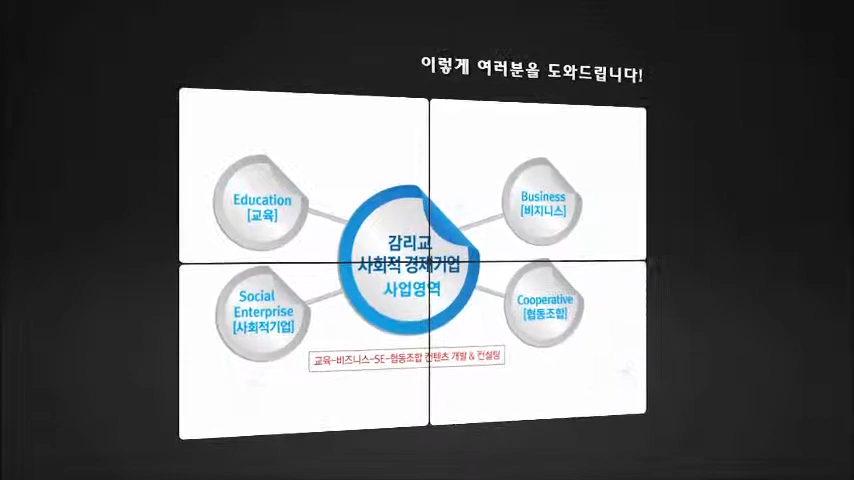 이렇게 여러분을 도와드립니다!
Education
[교육]
Business
[비지니스]
감리교
사회적 경제기업
사업영역
Social
Enterprise
[사회적기업]
Cooperative
[협동조합]
교육-비즈니스-SE-협동조합 컨텐츠 개발 & 컨설팅